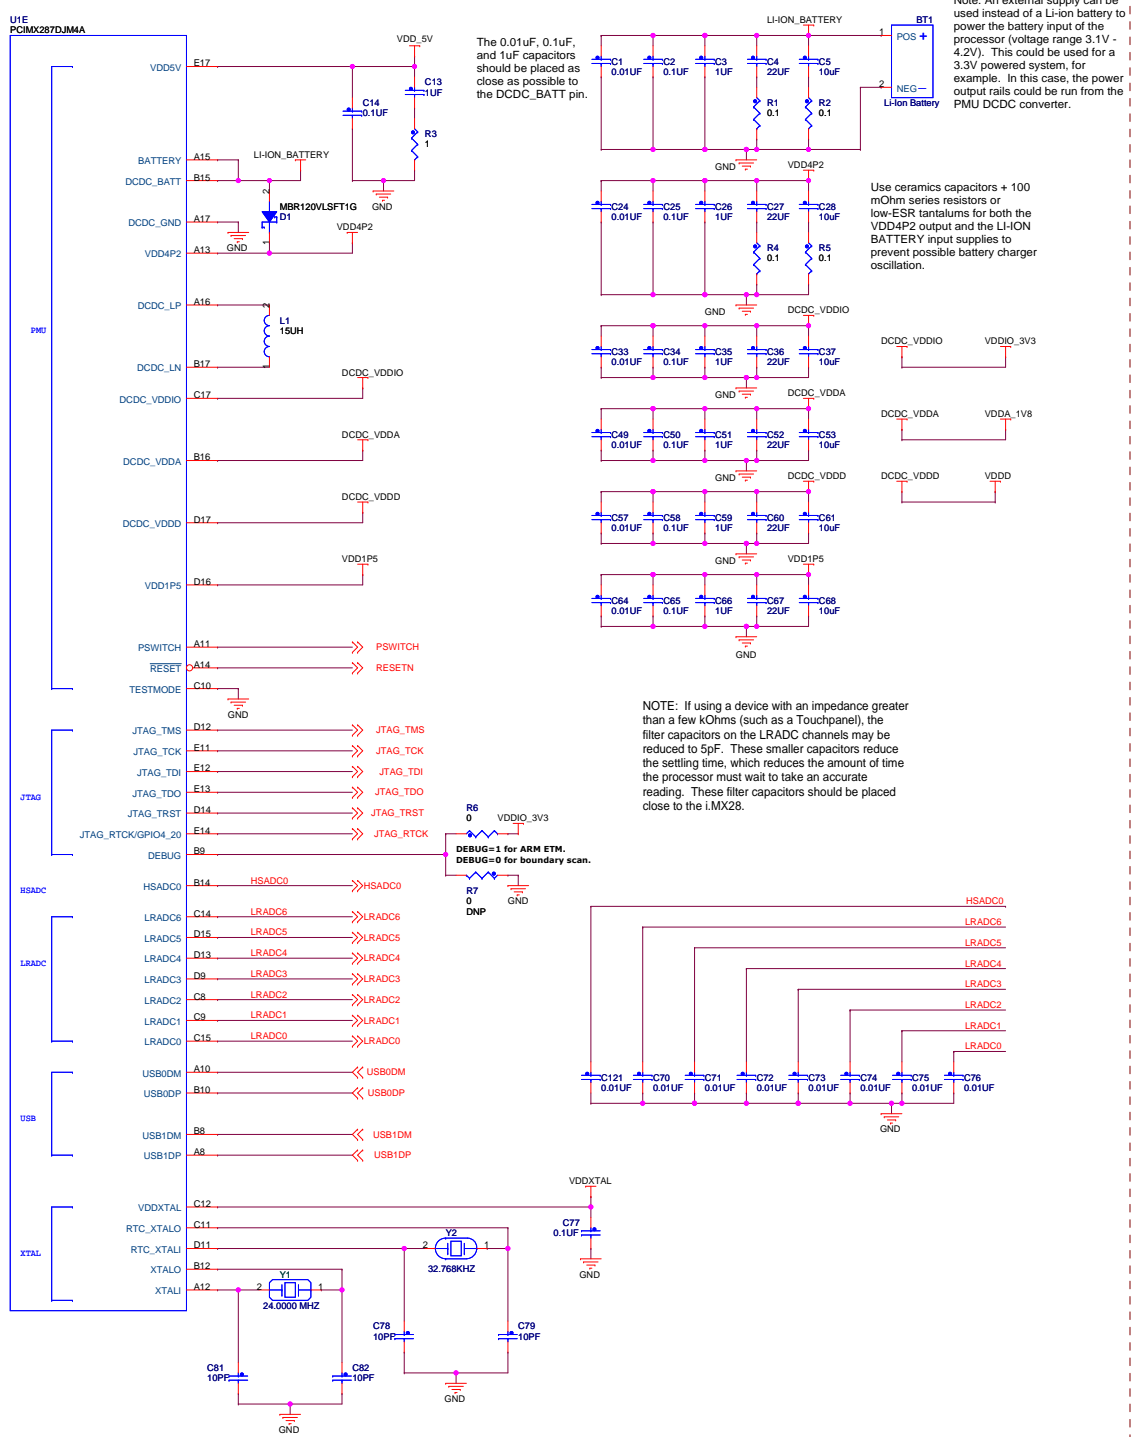 U1E
PCIMX287DJM4A
PMU
VDD5V E17
BATTERY A15
DCDC_BATT B15
DCDC_GND A17
VDD4P2 A13
DCDC_LP A16
DCDC_LN B17
DCDC_VDDIO C17
DCDC_VDDA B16
DCDC_VDDD D17
VDD1P5 D16
PSWITCH A11 PSWITCH
RESET A14 RESETN
TESTMODE C10
GND
JTAG
JTAG_TMS D12 JTAG_TMS
JTAG_TCK E11 JTAG_TCK
JTAG_TDI E12 JTAG_TDI
JTAG_TDO E13 JTAG_TDO
JTAG_TRST D14 JTAG_TRST
JTAG_RTCK/GPIO4_20 E14 JTAG_RTCK
DEBUG B9
HSADC
HSADC0 B14 HSADC0 HSADC0
LRADC
LRADC6 C14 LRADC6 LRADC6
LRADC5 D15 LRADC5 LRADC5
LRADC4 D13 LRADC4 LRADC4
LRADC3 D9 LRADC3 LRADC3
LRADC2 C8 LRADC2 LRADC2
LRADC1 C9 LRADC1 LRADC1
LRADC0 C15 LRADC0 LRADC0
USB
USB0DM A10 USB0DM
USB0DP B10 USB0DP
USB1DM B8 USB1DM
USB1DP A8 USB1DP
XTAL
VDDXTAL C12
RTC_XTALO C11
RTC_XTALI D11
XTALO B12
XTALI A12
VDD_5V
C13
1UF
C14
0.1UF
R3
1
GND
LI-ION_BATTERY
2
MBR120VLSFT1G
D1
1
GND
VDD4P2
2
L1
15UH
1
DCDC_VDDIO
DCDC_VDDA
DCDC_VDDD
VDD1P5
R6
0
VDDIO_3V3
DEBUG=1 for ARM ETM.
DEBUG=0 for boundary scan.
R7
0
DNP
GND
2 Y1 1
24.0000 MHZ
2 Y2 1
32.768KHZ
C81
10PF
C82
10PF
GND
C78
10PF
C79
10PF
GND
VDDXTAL
C77
0.1UF
GND
The 0.01uF, 0.1uF,
and 1uF capacitors
should be placed as
close as possible to
the DCDC_BATT pin.
LI-ION_BATTERY
C1
0.01UF
C2
0.1UF
C3
1UF
C4
22UF
C5
10uF
R1
0.1
R2
0.1
GND
BT1
1 POS +
2 NEG
Li-Ion Battery
Note: An external supply can be
used instead of a Li-ion battery to
power the battery input of the
processor (voltage range 3.1V -
4.2V). This could be used for a
3.3V powered system, for
example. In this case, the power
output rails could be run from the
PMU DCDC converter.
VDD4P2
C24
0.01UF
C25
0.1UF
C26
1UF
C27
22UF
C28
10uF
R4
0.1
R5
0.1
GND
Use ceramics capacitors + 100
mOhm series resistors or
low-ESR tantalums for both the
VDD4P2 output and the LI-ION
BATTERY input supplies to
prevent possible battery charger
oscillation.
DCDC_VDDIO
C33
0.01UF
C34
0.1UF
C35
1UF
C36
22UF
C37
10uF
GND
DCDC_VDDIO VDDIO_3V3
DCDC_VDDA
C49
0.01UF
C50
0.1UF
C51
1UF
C52
22UF
C53
10uF
GND
DCDC_VDDA VDDA_1V8
DCDC_VDDD
C57
0.01UF
C58
0.1UF
C59
1UF
C60
22UF
C61
10uF
GND
DCDC_VDDD VDDD
VDD1P5
C64
0.01UF
C65
0.1UF
C66
1UF
C67
22UF
C68
10uF
GND
NOTE: If using a device with an impedance greater
than a few kOhms (such as a Touchpanel), the
filter capacitors on the LRADC channels may be
reduced to 5pF. These smaller capacitors reduce
the settling time, which reduces the amount of time
the processor must wait to take an accurate
reading. These filter capacitors should be placed
close to the i.MX28.
HSADC0
LRADC6
LRADC5
LRADC4
LRADC3
LRADC2
LRADC1
LRADC0
C121
0.01UF
C70
0.01UF
C71
0.01UF
C72
0.01UF
C73
0.01UF
C74
0.01UF
C75
0.01UF
C76
0.01UF
GND